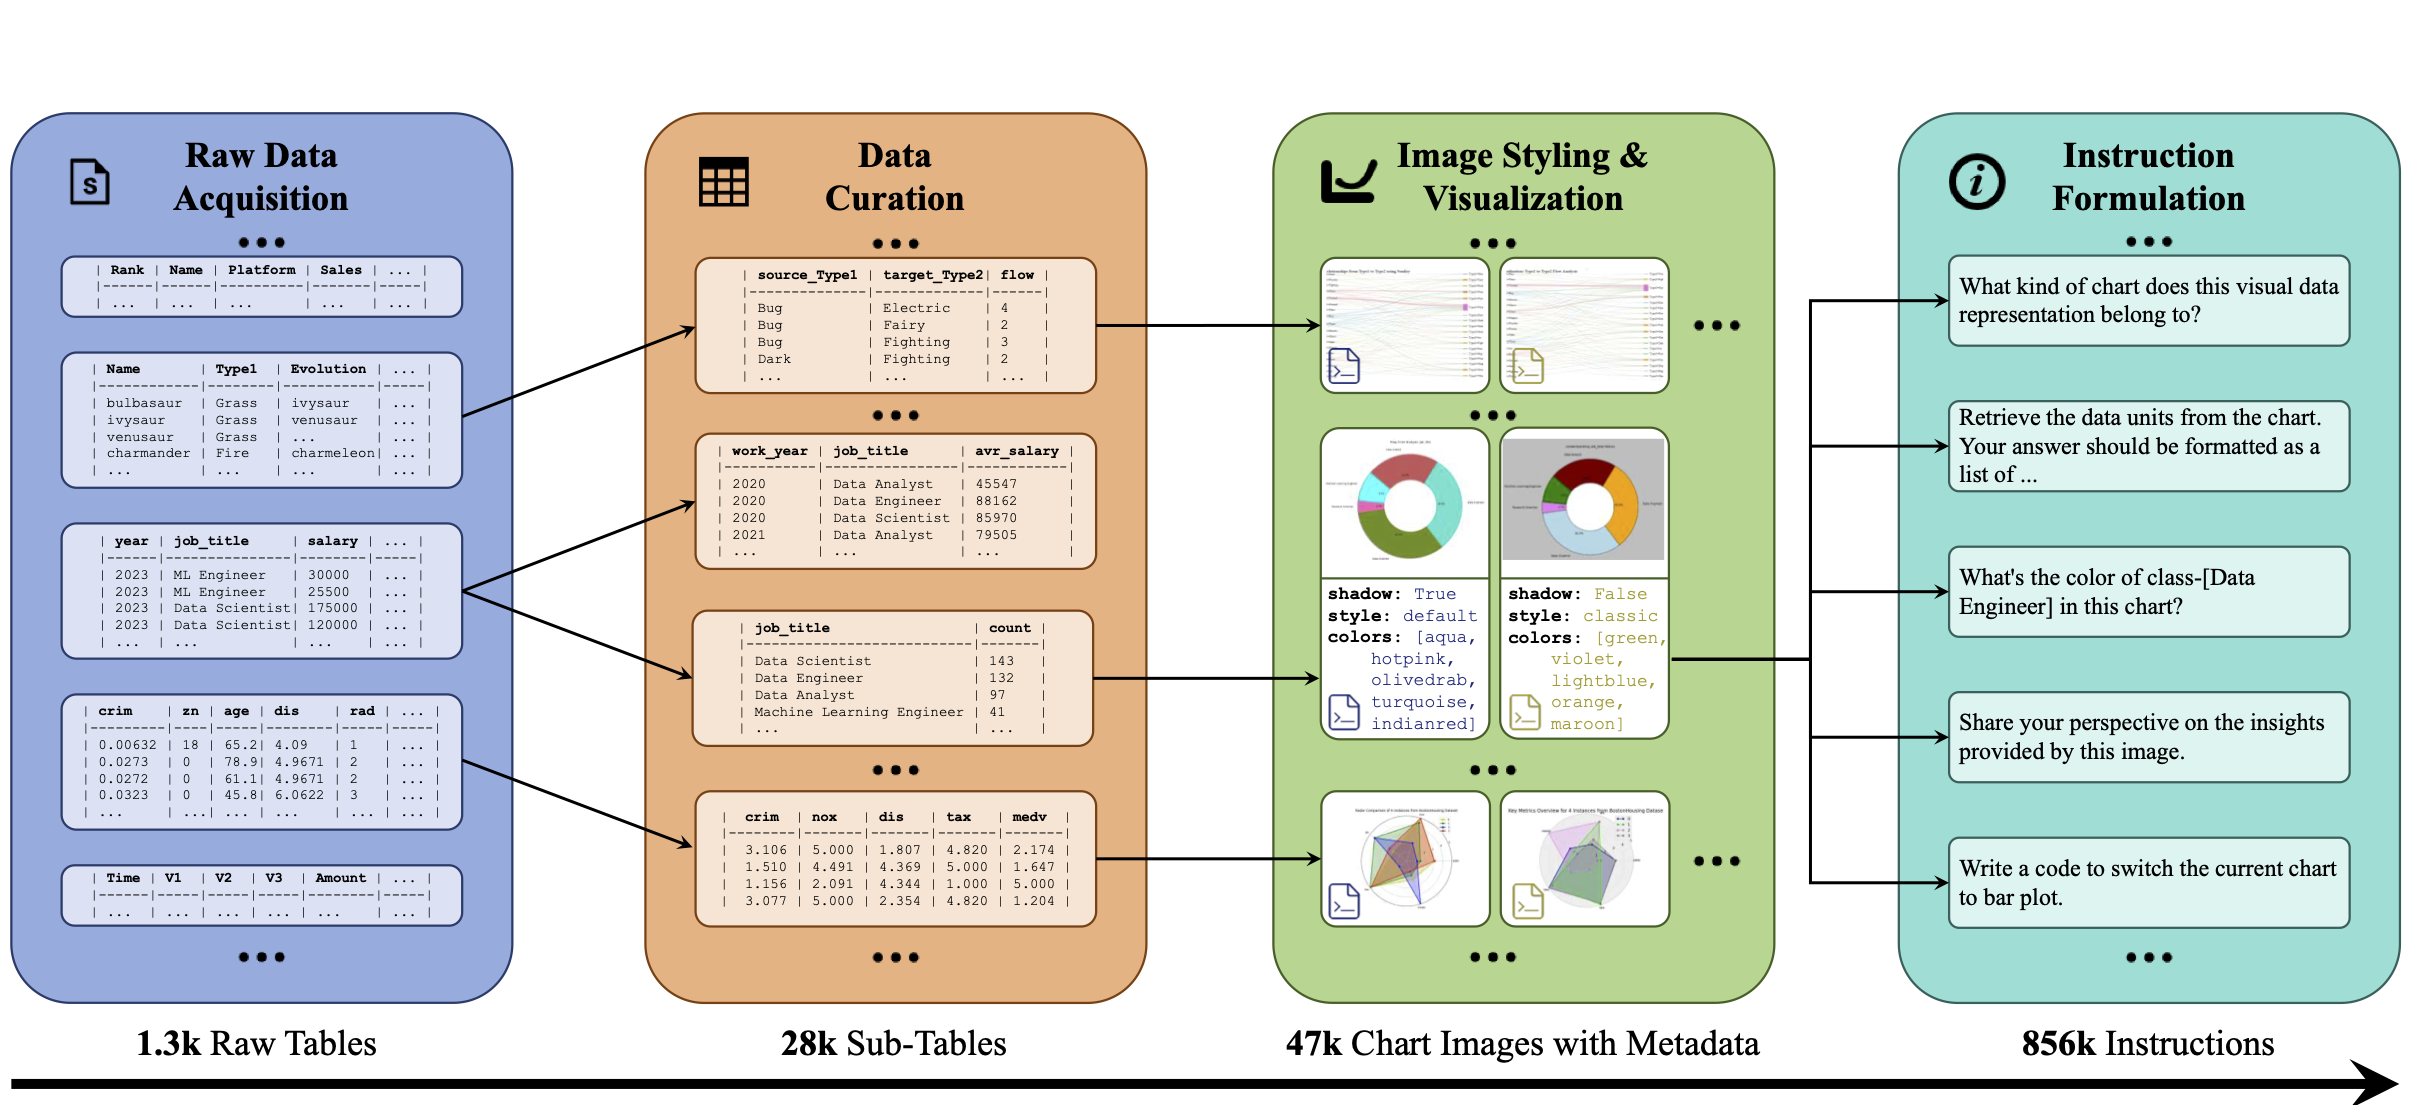 Raw Data
Acquisition
| Rank | Name | Platform | Sales | ... |
|------|------|----------|-------|-----|
| ... | ... | ... | ... | ... |
| Name | Type1 | Evolution | ... |
|------------|--------|-----------|-----|
| bulbasaur | Grass | ivysaur | ... |
| ivysaur | Grass | venusaur | ... |
| venusaur | Grass | ... | ... |
| charmander | Fire | charmeleon| ... |
| ... | ... | ... | ... |
| year | job_title | salary | ... |
|------|---------------|--------|-----|
| 2023 | ML Engineer | 30000 | ... |
| 2023 | ML Engineer | 25500 | ... |
| 2023 | Data Scientist| 175000 | ... |
| 2023 | Data Scientist| 120000 | ... |
| ... | ... | ... | ... |
| crim | zn | age | dis | rad | ... |
|---------|----|-----|-------|-----|-----|
| 0.00632 | 18 | 65.2| 4.09 | 1 | ... |
| 0.0273 | 0 | 78.9| 4.9671 | 2 | ... |
| 0.0272 | 0 | 61.1| 4.9671 | 2 | ... |
| 0.0323 | 0 | 45.8| 6.0622 | 3 | ... |
| ... | ...| ... | ... | ... | ... |
| Time | V1 | V2 | V3 | Amount | ... |
|------|-----|-----|-----|--------|-----|
| ... | ... | ... | ... | ... | ... |
1.3k Raw Tables
Data
Curation
| source_Type1 | target_Type2| flow |
|--------------|-------------|------|
| Bug | Electric | 4 |
| Bug | Fairy | 2 |
| Bug | Fighting | 3 |
| Dark | Fighting | 2 |
| ... | ... | ... |
| work_year | job_title | avr_salary |
|-----------|----------------|------------|
| 2020 | Data Analyst | 45547 |
| 2020 | Data Engineer | 88162 |
| 2020 | Data Scientist | 85970 |
| 2021 | Data Analyst | 79505 |
| ... | ... | ... |
| job_title | count |
|---------------------------|-------|
| Data Scientist | 143 |
| Data Engineer | 132 |
| Data Analyst | 97 |
| Machine Learning Engineer | 41 |
| ... | ... |
| crim | nox | dis | tax | medv |
|--------|-------|-------|-------|-------|
| 3.106 | 5.000 | 1.807 | 4.820 | 2.174 |
| 1.510 | 4.491 | 4.369 | 5.000 | 1.647 |
| 1.156 | 2.091 | 4.344 | 1.000 | 5.000 |
| 3.077 | 5.000 | 2.354 | 4.820 | 1.204 |
28k Sub-Tables
Image Styling &
Visualization
shadow: True
style: default
colors: [aqua,
hotpink,
olivedrab,
turquoise,
indianred]
shadow: False
style: classic
colors: [green,
violet,
lightblue,
orange,
maroon]
Key Metrics Overview for 4 Instances from BostonHousing Dataset
47k Chart Images with Metadata
Instruction
Formulation
What kind of chart does this visual data
representation belong to?
Retrieve the data units from the chart.
Your answer should be formatted as a
list of ...
What's the color of class-[Data
Engineer] in this chart?
Share your perspective on the insights
provided by this image.
Write a code to switch the current chart
to bar plot.
856k Instructions